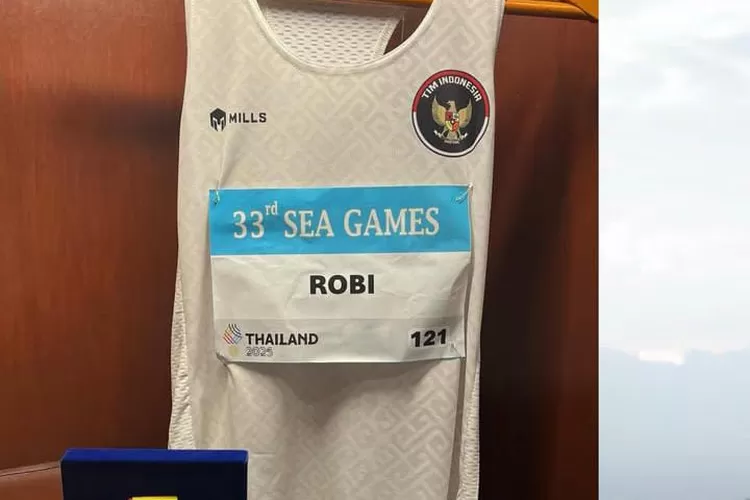 MILLS
TIM INDONESIA
33rd SEA GAMES
ROBI
THAILAND
2025
121